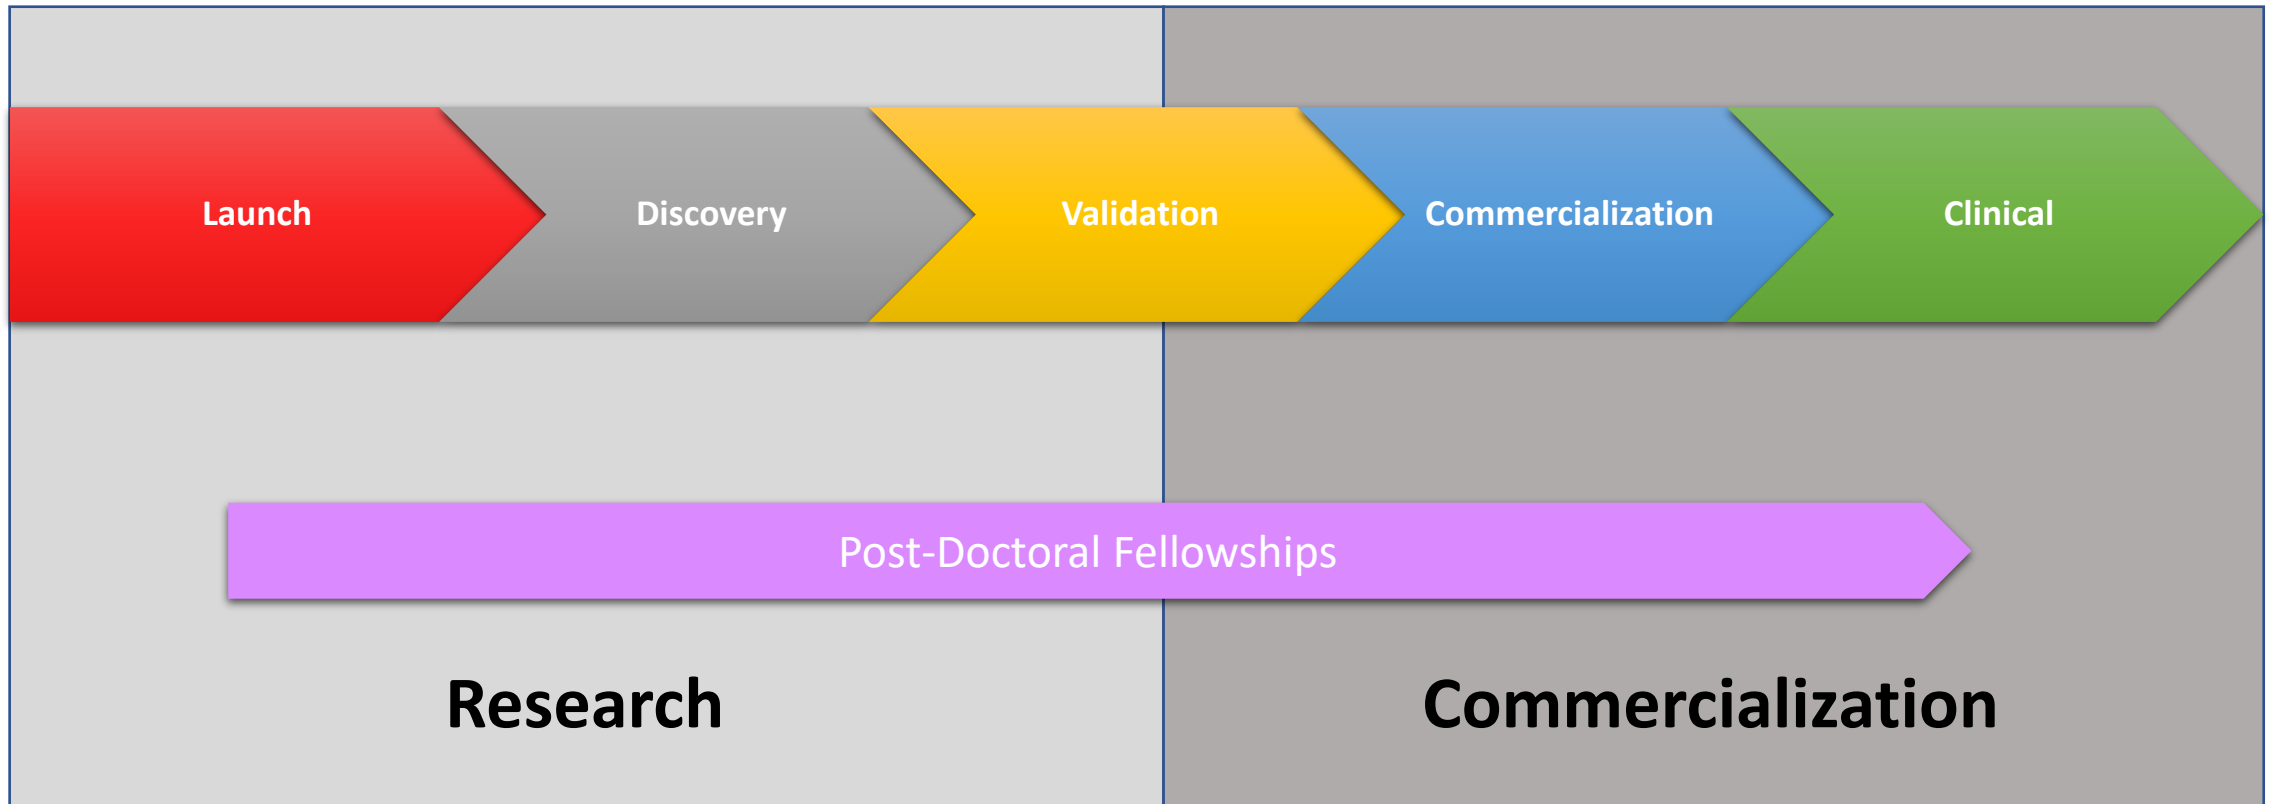 Launch
Discovery
Validation
Commercialization
Clinical
Post-Doctoral Fellowships
Research
Commercialization